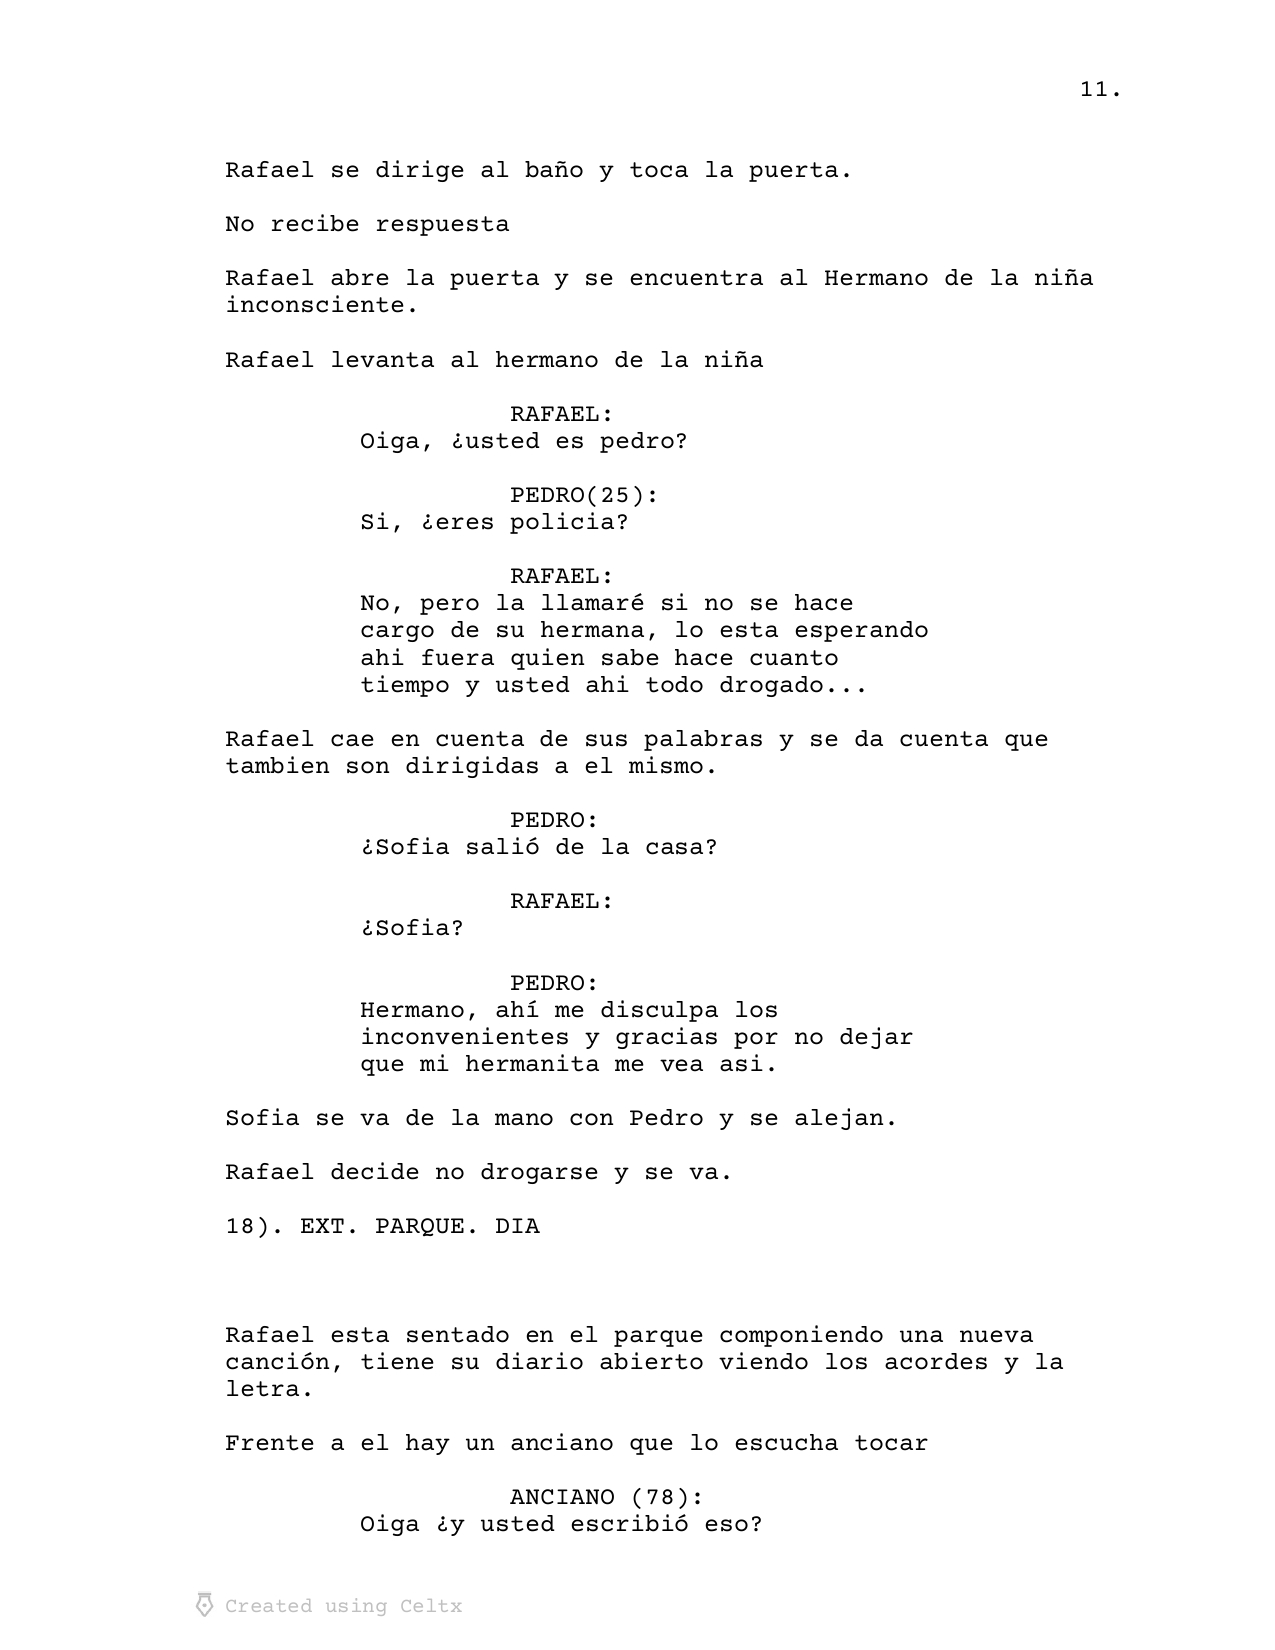 11.
Rafael se dirige al baño y toca la puerta.
No recibe respuesta
Rafael abre la puerta y se encuentra al Hermano de la niña
inconsciente.
Rafael levanta al hermano de la niña
RAFAEL:
Oiga, ¿usted es pedro?
PEDRO(25):
Si, ¿eres policia?
RAFAEL:
No, pero la llamaré si no se hace
cargo de su hermana, lo esta esperando
ahi fuera quien sabe hace cuanto
tiempo y usted ahi todo drogado...
Rafael cae en cuenta de sus palabras y se da cuenta que
tambien son dirigidas a el mismo.
PEDRO:
¿Sofia salió de la casa?
RAFAEL:
¿Sofia?
PEDRO:
Hermano, ahí me disculpa los
inconvenientes y gracias por no dejar
que mi hermanita me vea asi.
Sofia se va de la mano con Pedro y se alejan.
Rafael decide no drogarse y se va.
18). EXT. PARQUE. DIA
Rafael esta sentado en el parque componiendo una nueva
canción, tiene su diario abierto viendo los acordes y la
letra.
Frente a el hay un anciano que lo escucha tocar
ANCIANO (78):
Oiga ¿y usted escribió eso?
Created using Celtx